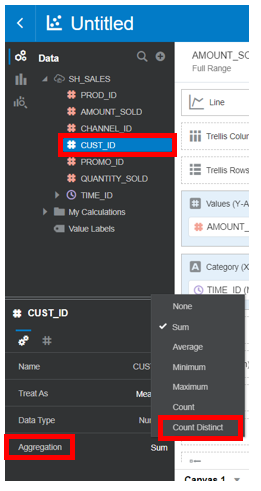 Untitled
Data
AMOUNT_SO
Full Range
SH_SALES
PROD_ID
AMOUNT_SOLD
CHANNEL_ID
CUST_ID
PROMO_ID
QUANTITY_SOLD
TIME_ID
My Calculations
Value Labels
Line
Trellis Colum
Trellis Rows
Values (Y-A
AMOUNT_
Category (X
TIME_ID (M
CUST_ID
Name
CUS
Treat As
Mea
Data Type
Num
Aggregation
Sum
None
Sum
Average
Minimum
Maximum
Count
Count Distinct
Canvas 1